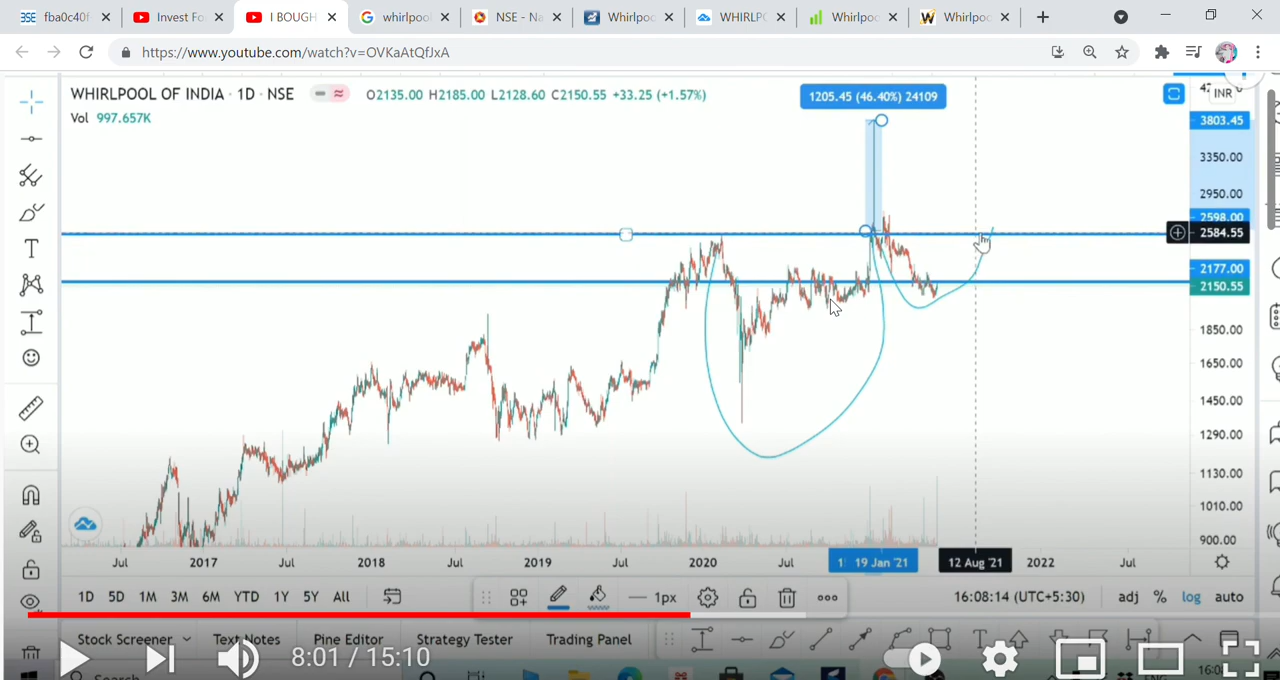 fba0c40f
Invest Fo
I BOUGH
whirlpool
NSE - Na
Whirlpoo
WHIRLPO
Whirlpoo
Whirlpoo
https://www.youtube.com/watch?v=OVKaAtQfJxA
WHIRLPOOL OF INDIA · 1D · NSE
O2135.00 H2185.00 L2128.60 C2150.55 +33.25 (+1.57%)
Vol 997.657K
1205.45 (46.40%) 24109
INR
3803.45
3350.00
2950.00
2598.00
2584.55
2177.00
2150.55
1850.00
1650.00
1450.00
1290.00
1130.00
1010.00
900.00
Jul 2017 Jul 2018 Jul 2019 Jul 2020 Jul 19 Jan '21 12 Aug '21 2022 Jul
1D 5D 1M 3M 6M YTD 1Y 5Y All
1px
16:08:14 (UTC+5:30) adj % log auto
Stock Screener Text Notes Pine Editor Strategy Tester Trading Panel
8:01 / 15:10
Search